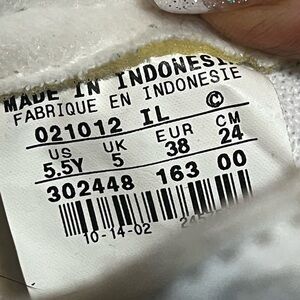 MADE IN INDONESI
FABRIQUE EN INDONESIE
021012 IL ©
US UK EUR CM
5.5Y 5 38 24
302448 163 00
10-14-02